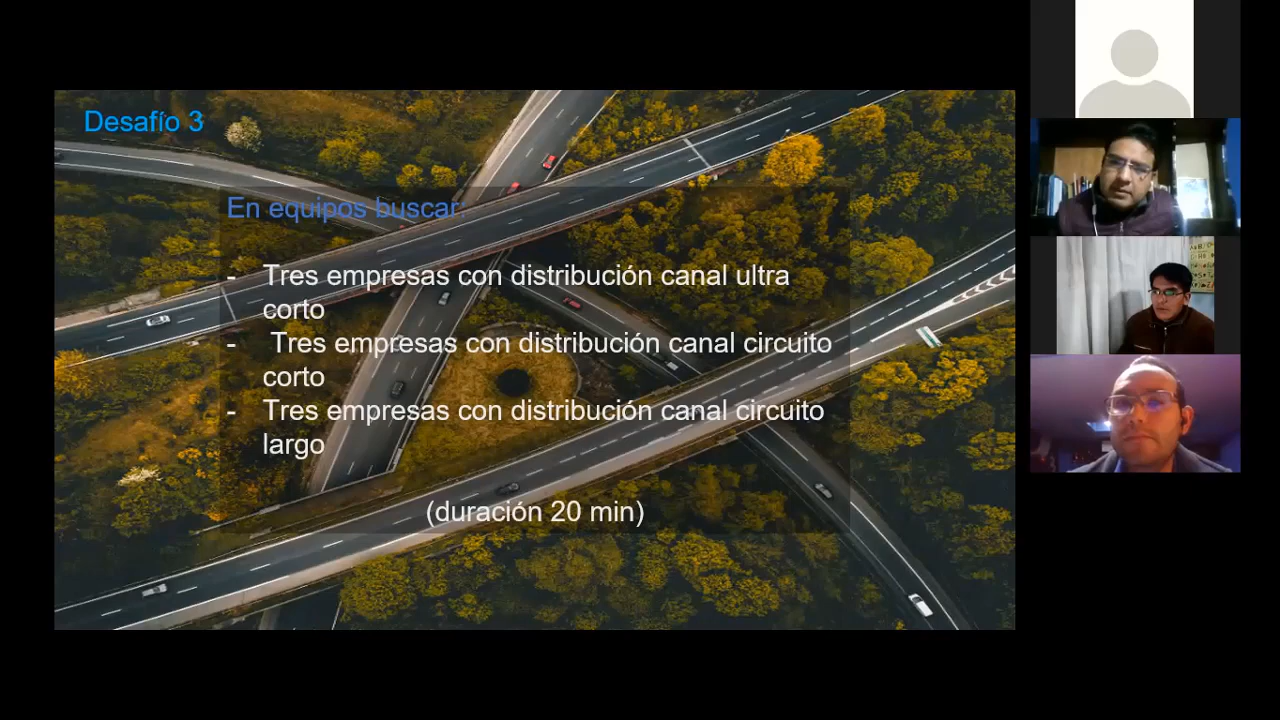 Desafío 3
En equipos buscar:
- Tres empresas con distribución canal ultra
corto
- Tres empresas con distribución canal circuito
corto
- Tres empresas con distribución canal circuito
largo
(duración 20 min)